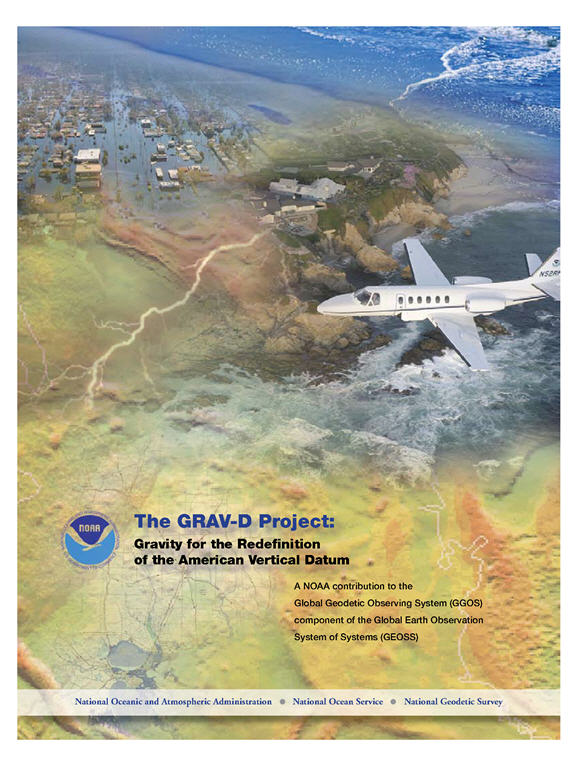 N52R
NOAA
The GRAV-D Project:
Gravity for the Redefinition
of the American Vertical Datum
A NOAA contribution to the
Global Geodetic Observing System (GGOS)
component of the Global Earth Observation
System of Systems (GEOSS)
National Oceanic and Atmospheric Administration ● National Ocean Service ● National Geodetic Survey